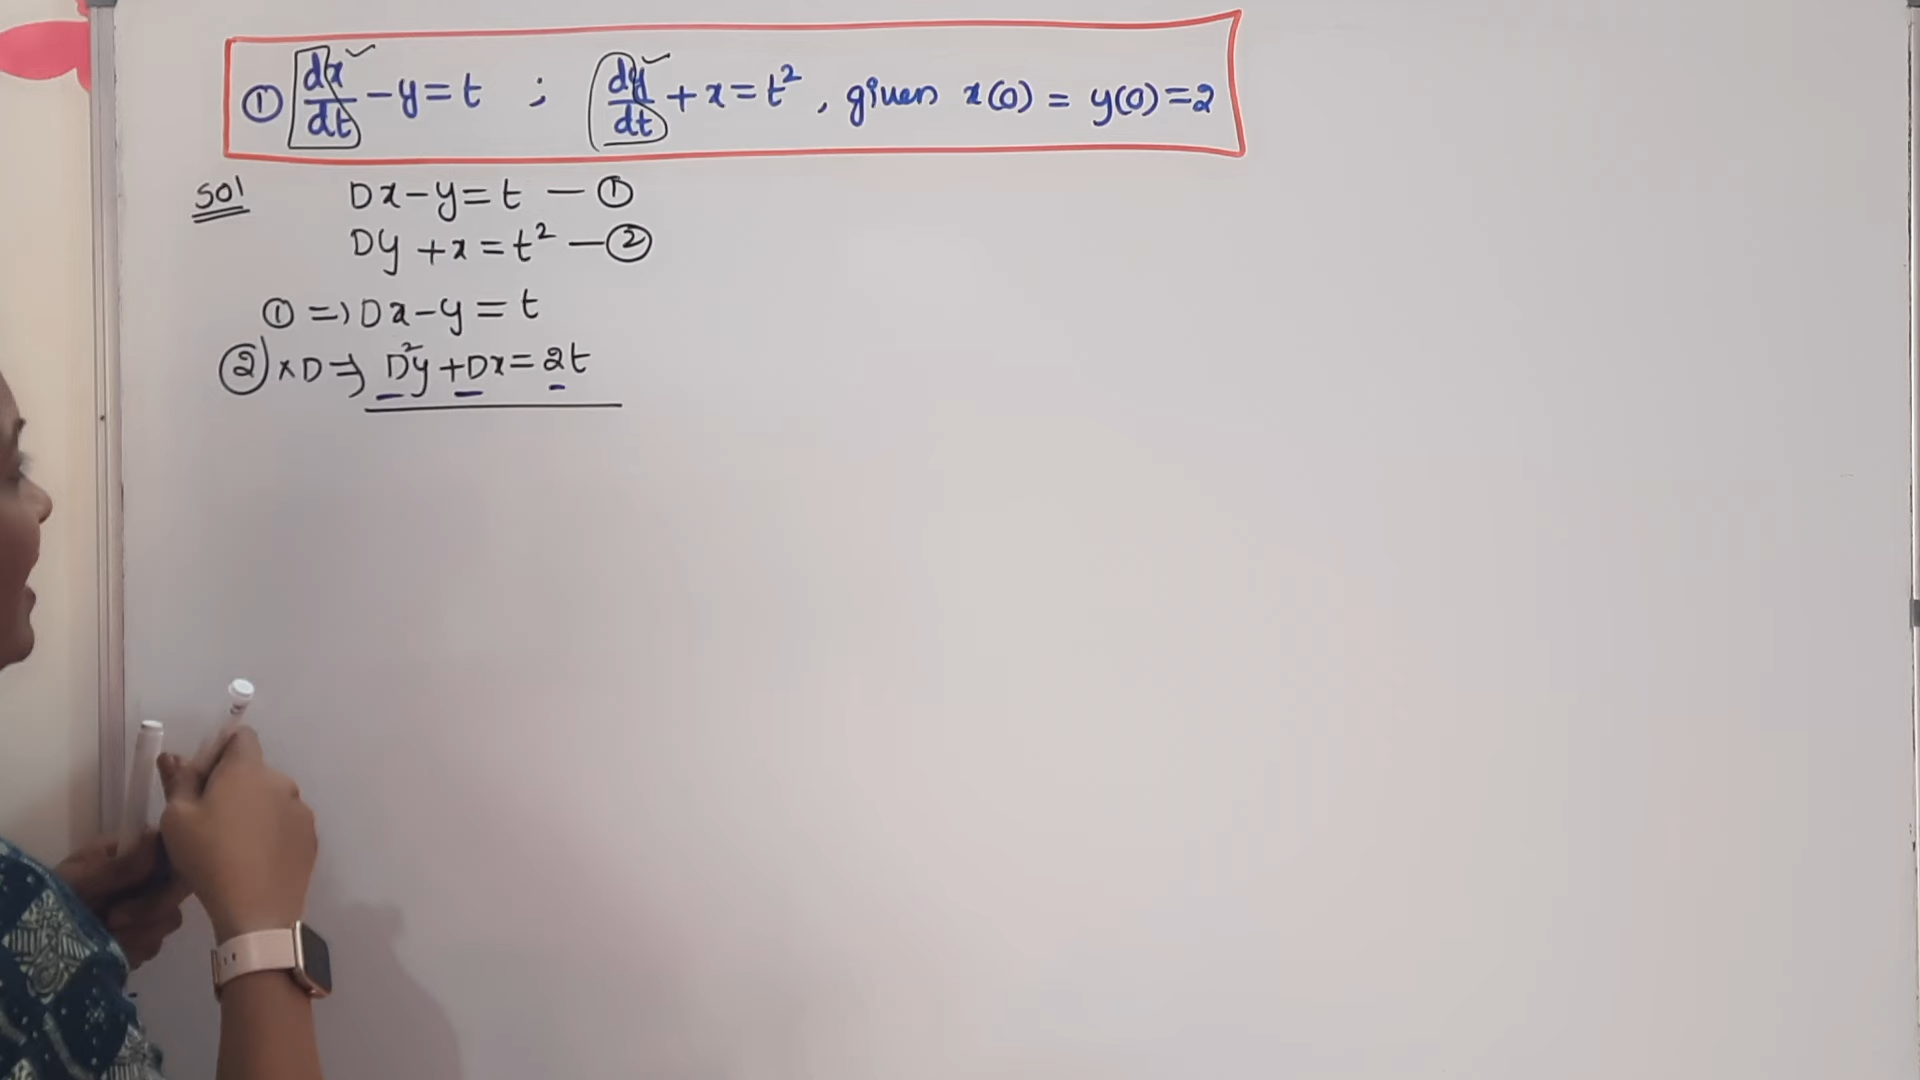 ① dx/dt - y = t ; dy/dt + x = t², given x(0) = y(0) = 2
Sol
Dx - y = t — ①
Dy + x = t² — ②
① => Dx - y = t
② × D => D²y + Dx = 2t